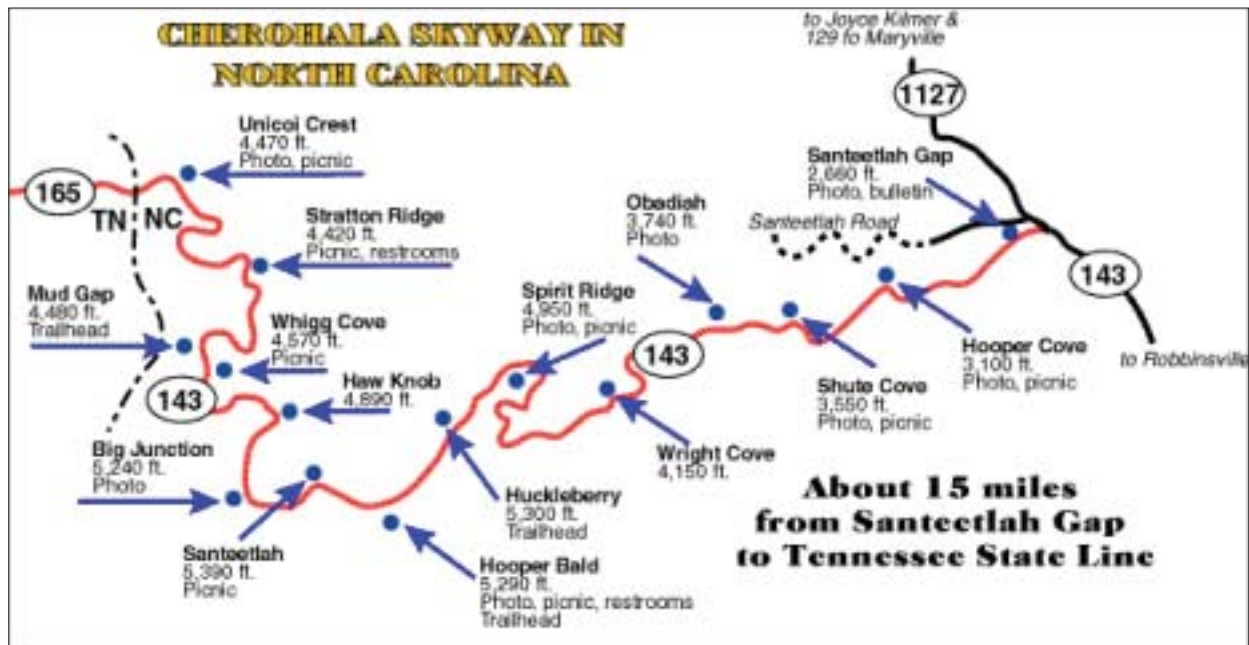 CHEROHALA SKYWAY IN
NORTH CAROLINA
to Joyce Kilmer &
129 to Maryville
1127
Unicoi Crest
4,470 ft.
Photo, picnic
Santeetlah Gap
2,660 ft.
Photo, bulletin
165
TN
NC
Stratton Ridge
4,420 ft.
Picnic, restrooms
Obadiah
3,740 ft.
Photo
Santeetlah Road
143
Mud Gap
4,480 ft.
Trailhead
Whigg Cove
4,570 ft.
Picnic
Spirit Ridge
4,950 ft.
Photo, picnic
143
Hooper Cove
3,100 ft.
Photo, picnic
to Robbinsville
143
Haw Knob
4,890 ft.
Shute Cove
3,550 ft.
Photo, picnic
Big Junction
5,240 ft.
Photo
Wright Cove
4,150 ft.
Huckleberry
5,300 ft.
Trailhead
Santeetlah
5,390 ft.
Picnic
Hooper Bald
5,290 ft.
Photo, picnic, restrooms
Trailhead
About 15 miles
from Santeetlah Gap
to Tennessee State Line